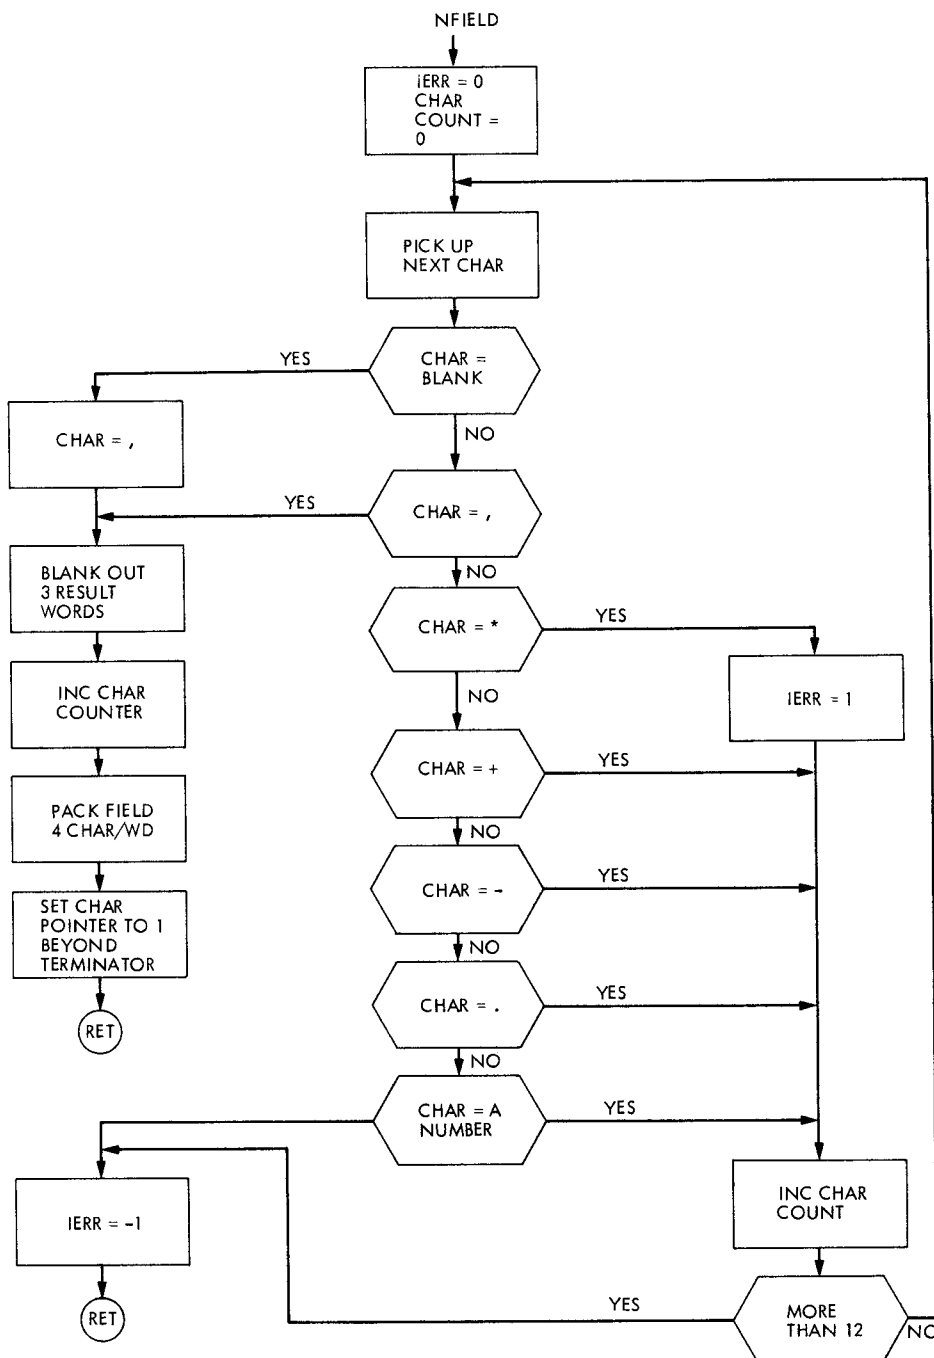 NFIELD
IERR = 0
CHAR
COUNT =
0
PICK UP
NEXT CHAR
CHAR =
BLANK
YES
NO
CHAR = ,
CHAR = ,
YES
NO
BLANK OUT
3 RESULT
WORDS
CHAR = *
YES
NO
INC CHAR
COUNTER
IERR = 1
CHAR = +
YES
NO
PACK FIELD
4 CHAR/WD
CHAR = -
YES
NO
SET CHAR
POINTER TO 1
BEYOND
TERMINATOR
RET
CHAR = .
YES
NO
CHAR = A
NUMBER
YES
IERR = -1
RET
INC CHAR
COUNT
MORE
THAN 12
YES
NO